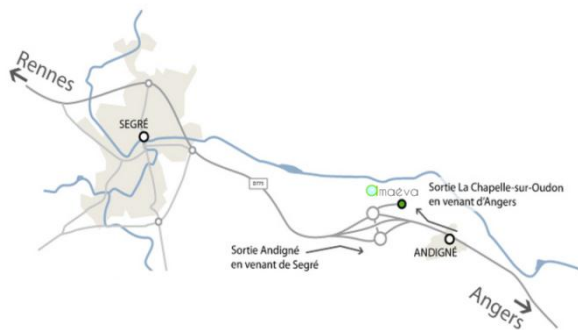 Rennes
SEGRÉ
amaéva
Sortie La Chapelle-sur-Oudon
en venant d'Angers
Sortie Andigné
en venant de Segré
ANDIGNÉ
Angers